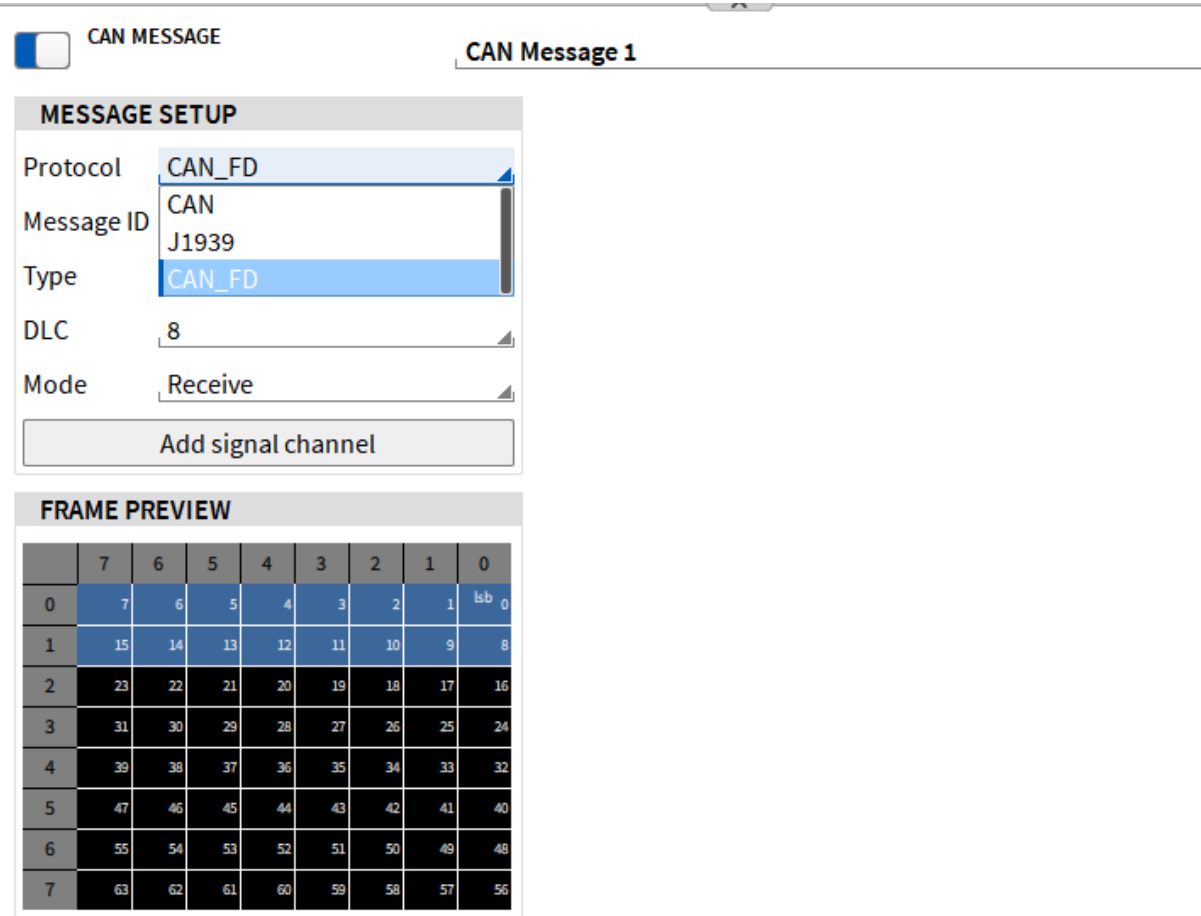 CAN MESSAGE
CAN Message 1
MESSAGE SETUP
Protocol CAN_FD
CAN
Message ID
J1939
Type CAN_FD
DLC 8
Mode Receive
Add signal channel
FRAME PREVIEW
7 6 5 4 3 2 1 0
0 7 6 5 4 3 2 1 lsb 0
1 15 14 13 12 11 10 9 8
2 23 22 21 20 19 18 17 16
3 31 30 29 28 27 26 25 24
4 39 38 37 36 35 34 33 32
5 47 46 45 44 43 42 41 40
6 55 54 53 52 51 50 49 48
7 63 62 61 60 59 58 57 56